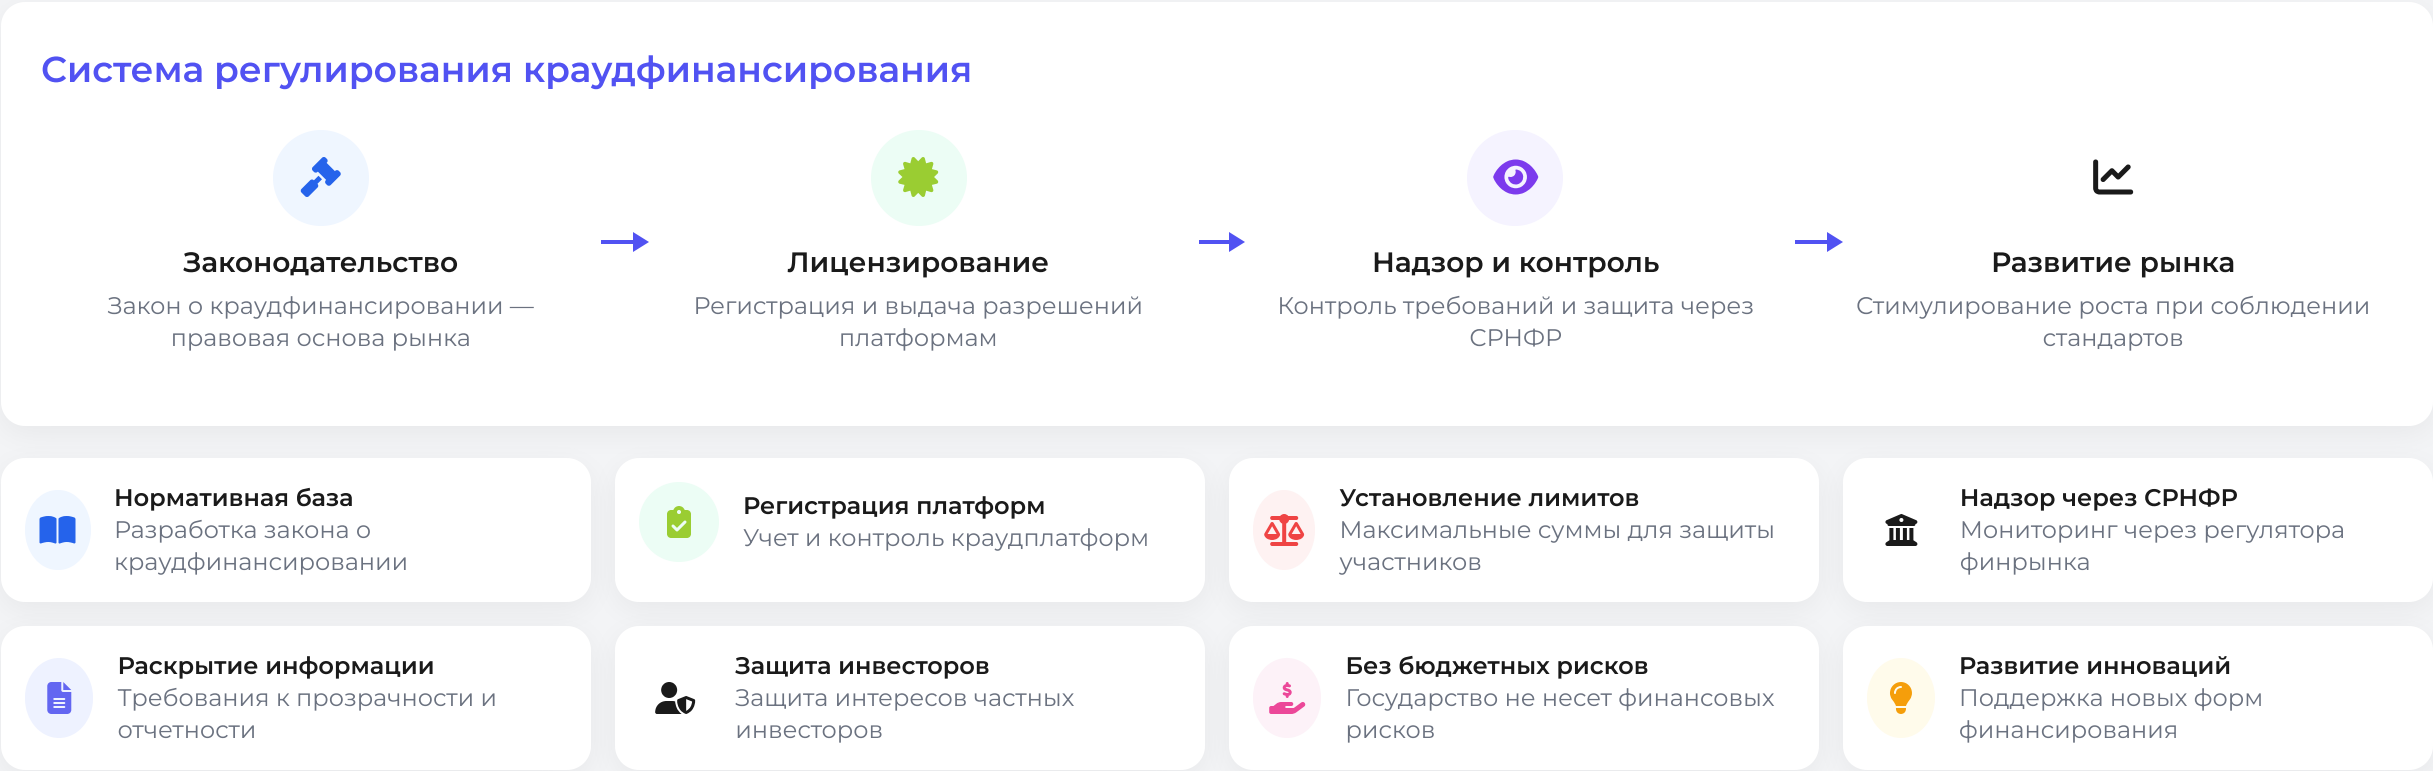 Система регулирования краудфинансирования
Законодательство
Закон о краудфинансировании —
правовая основа рынка
Лицензирование
Регистрация и выдача разрешений
платформам
Надзор и контроль
Контроль требований и защита через
СРНФР
Развитие рынка
Стимулирование роста при соблюдении
стандартов
Нормативная база
Разработка закона о
краудфинансировании
Регистрация платформ
Учет и контроль краудплатформ
Установление лимитов
Максимальные суммы для защиты
участников
Надзор через СРНФР
Мониторинг через регулятора
финрынка
Раскрытие информации
Требования к прозрачности и
отчетности
Защита инвесторов
Защита интересов частных
инвесторов
Без бюджетных рисков
Государство не несет финансовых
рисков
Развитие инноваций
Поддержка новых форм
финансирования